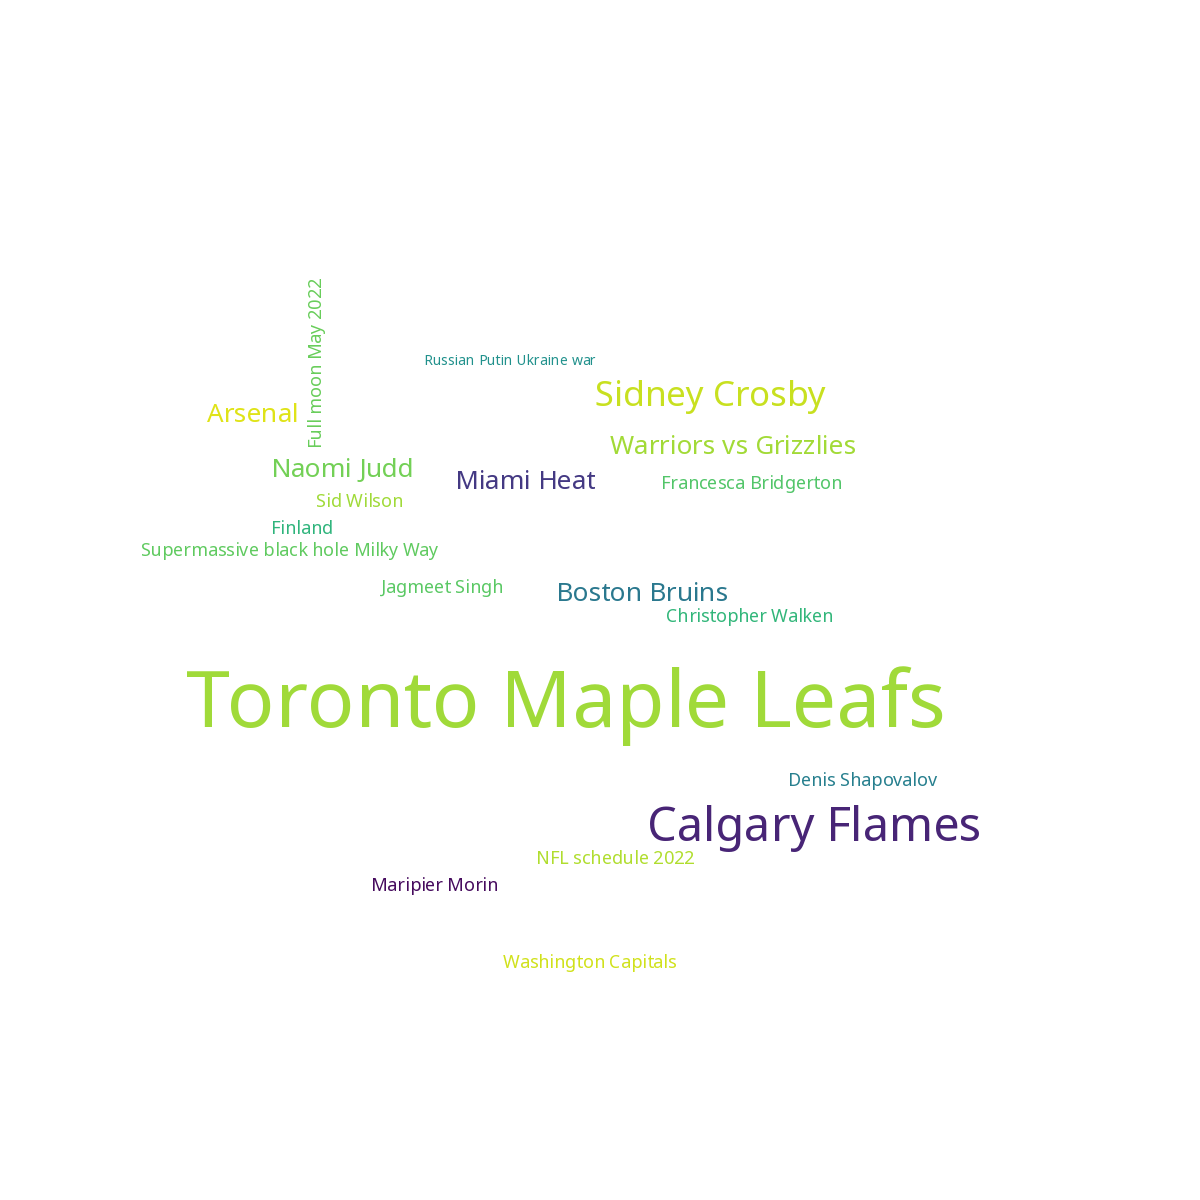 Full moon May 2022
Russian Putin Ukraine war
Sidney Crosby
Arsenal
Warriors vs Grizzlies
Naomi Judd
Miami Heat
Francesca Bridgerton
Sid Wilson
Finland
Supermassive black hole Milky Way
Jagmeet Singh
Boston Bruins
Christopher Walken
Toronto Maple Leafs
Denis Shapovalov
Calgary Flames
NFL schedule 2022
Maripier Morin
Washington Capitals